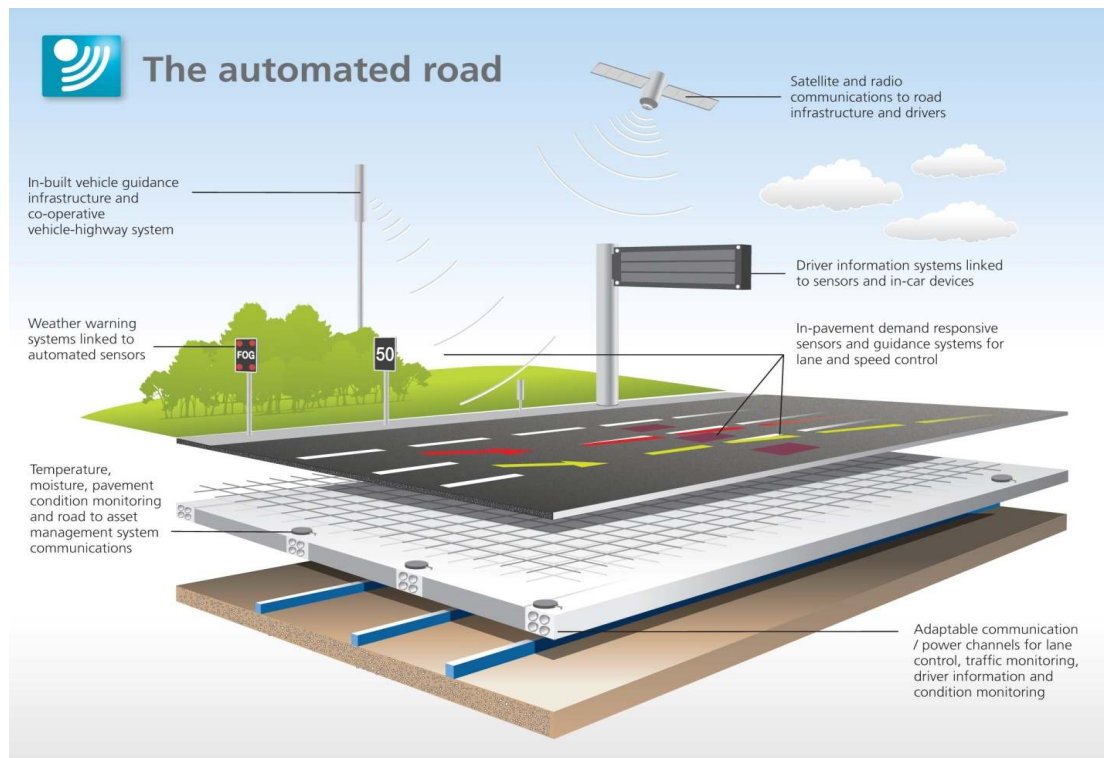 The automated road
Satellite and radio
communications to road
infrastructure and drivers
In-built vehicle guidance
infrastructure and
co-operative
vehicle-highway system
Driver information systems linked
to sensors and in-car devices
Weather warning
systems linked to
automated sensors
FOG
50
In-pavement demand responsive
sensors and guidance systems for
lane and speed control
Temperature,
moisture, pavement
condition monitoring
and road to asset
management system
communications
Adaptable communication
/ power channels for lane
control, traffic monitoring,
driver information and
condition monitoring